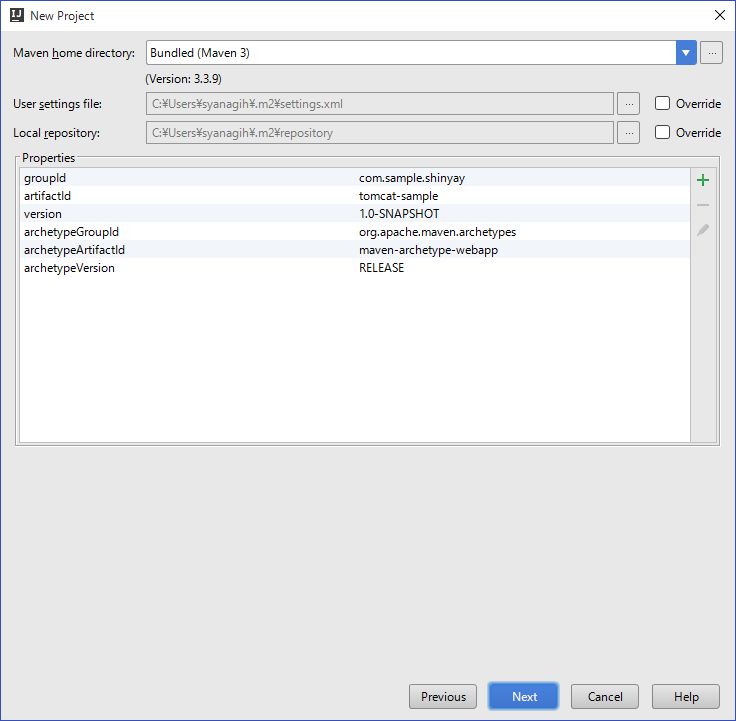 New Project
Maven home directory: Bundled (Maven 3) ...
(Version: 3.3.9)
User settings file: C:¥Users¥syanagih¥.m2¥settings.xml ... Override
Local repository: C:¥Users¥syanagih¥.m2¥repository ... Override
Properties
groupId com.sample.shinyay
artifactId tomcat-sample
version 1.0-SNAPSHOT
archetypeGroupId org.apache.maven.archetypes
archetypeArtifactId maven-archetype-webapp
archetypeVersion RELEASE
Previous Next Cancel Help